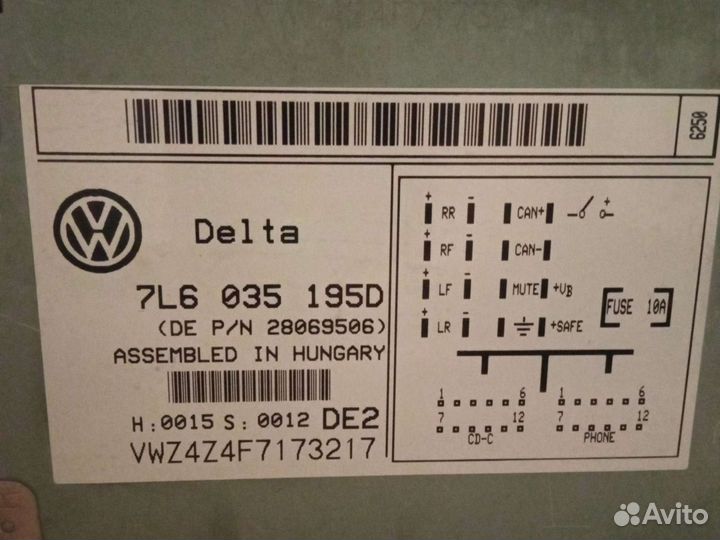 6250
Delta
7L6 035 195D
(DE P/N 28069506)
ASSEMBLED IN HUNGARY
H:0015 S:0012 DE2
VWZ4Z4F7173217
+ RR - CAN+ +
+ RF - CAN-
+ LF - MUTE +VB
+ LR - +SAFE
FUSE 10A
1 6 1 6
7 12 7 12
CD-C PHONE
Avito